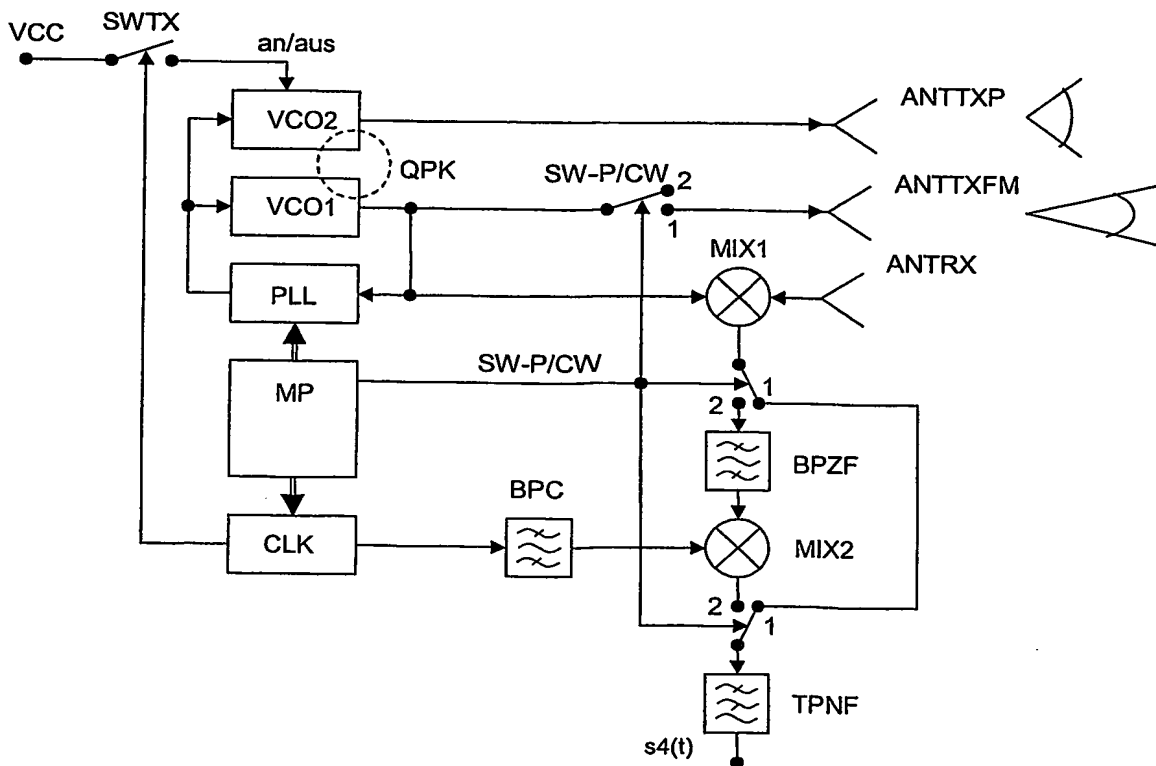 SWTX
VCC
an/aus
VCO2
ANTTXP
QPK
SW-P/CW
2
ANTTXFM
VCO1
1
MIX1
ANTRX
PLL
SW-P/CW
MP
1
2
BPZF
BPC
CLK
MIX2
2
1
TPNF
s4(t)